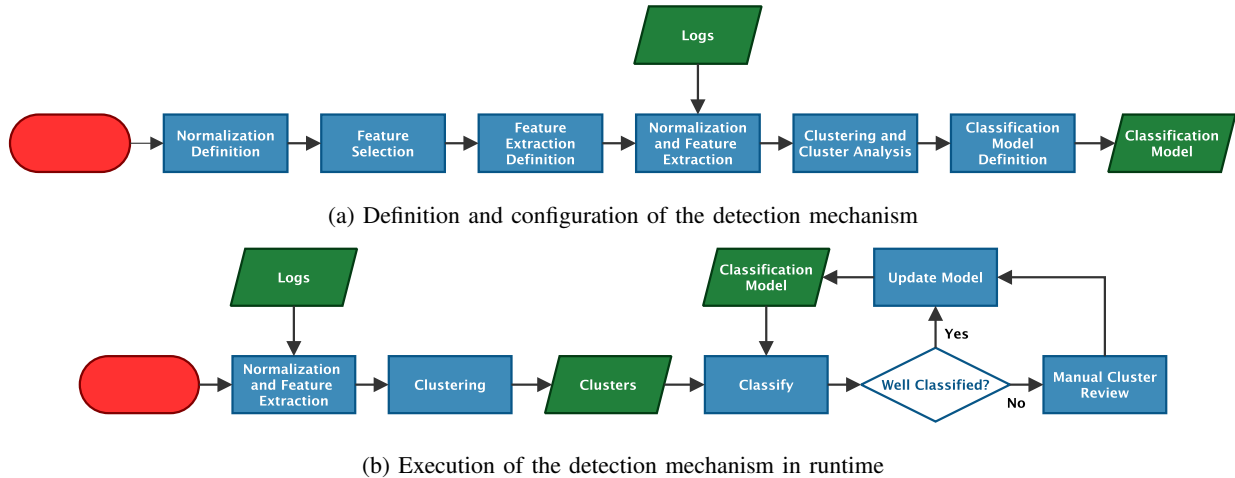 Logs
Normalization
Definition
Feature
Selection
Feature
Extraction
Definition
Normalization
and Feature
Extraction
Clustering and
Cluster Analysis
Classification
Model
Definition
Classification
Model
(a) Definition and configuration of the detection mechanism
Logs
Classification
Model
Update Model
Yes
Normalization
and Feature
Extraction
Clustering
Clusters
Classify
Well Classified?
No
Manual Cluster
Review
(b) Execution of the detection mechanism in runtime